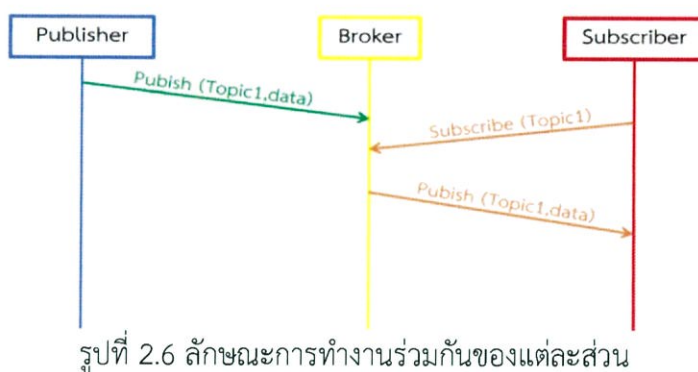 Publisher
Broker
Subscriber
Pubish (Topic1,data)
Subscribe (Topic1)
Pubish (Topic1,data)
รูปที่ 2.6 ลักษณะการทำงานร่วมกันของแต่ละส่วน